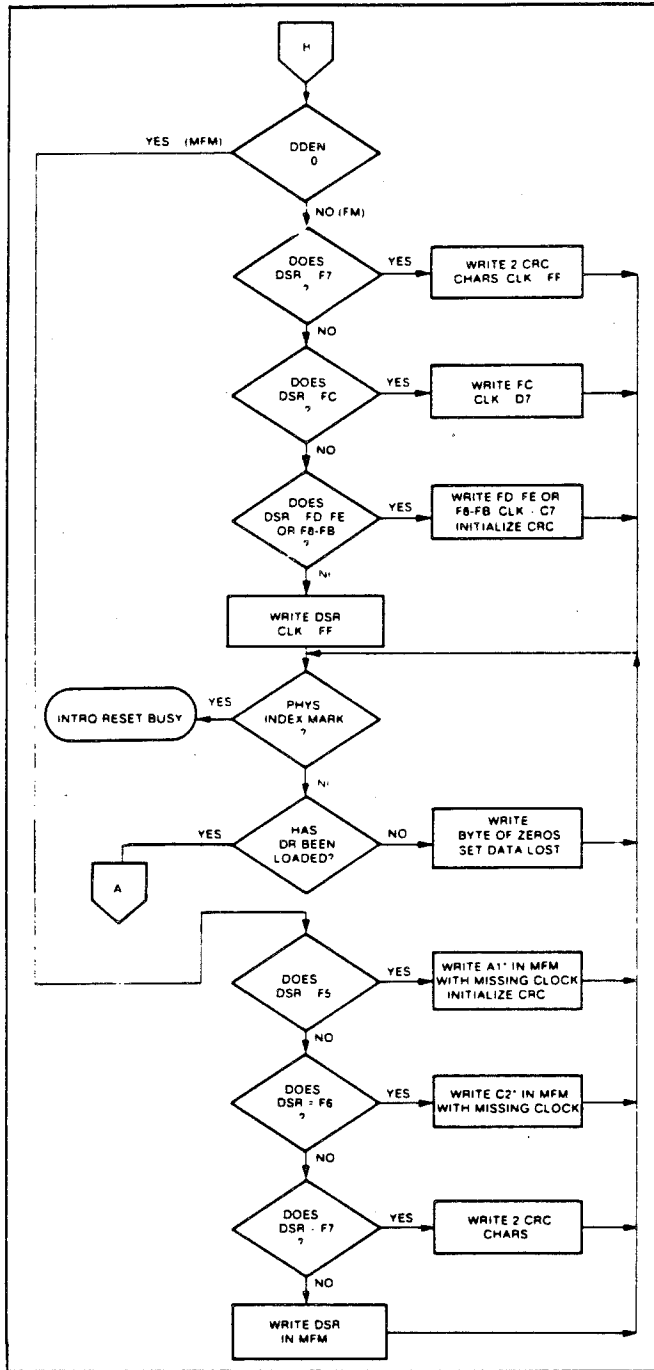 H
YES (MFM)
DDEN
0
NO (FM)
DOES
DSR F7
?
YES
WRITE 2 CRC
CHARS CLK FF
NO
DOES
DSR FC
?
YES
WRITE FC
CLK D7
NO
DOES
DSR FD FE
OR F8-FB
?
YES
WRITE FD FE OR
F8-FB CLK - C7
INITIALIZE CRC
WRITE DSR
CLK FF
PHYS
INDEX MARK
?
YES
INTRQ RESET BUSY
HAS
DR BEEN
LOADED?
YES
A
NO
WRITE
BYTE OF ZEROS
SET DATA LOST
DOES
DSR F5
YES
WRITE A1* IN MFM
WITH MISSING CLOCK
INITIALIZE CRC
NO
DOES
DSR = F6
?
YES
WRITE C2* IN MFM
WITH MISSING CLOCK
NO
DOES
DSR - F7
?
YES
WRITE 2 CRC
CHARS
NO
WRITE DSR
IN MFM